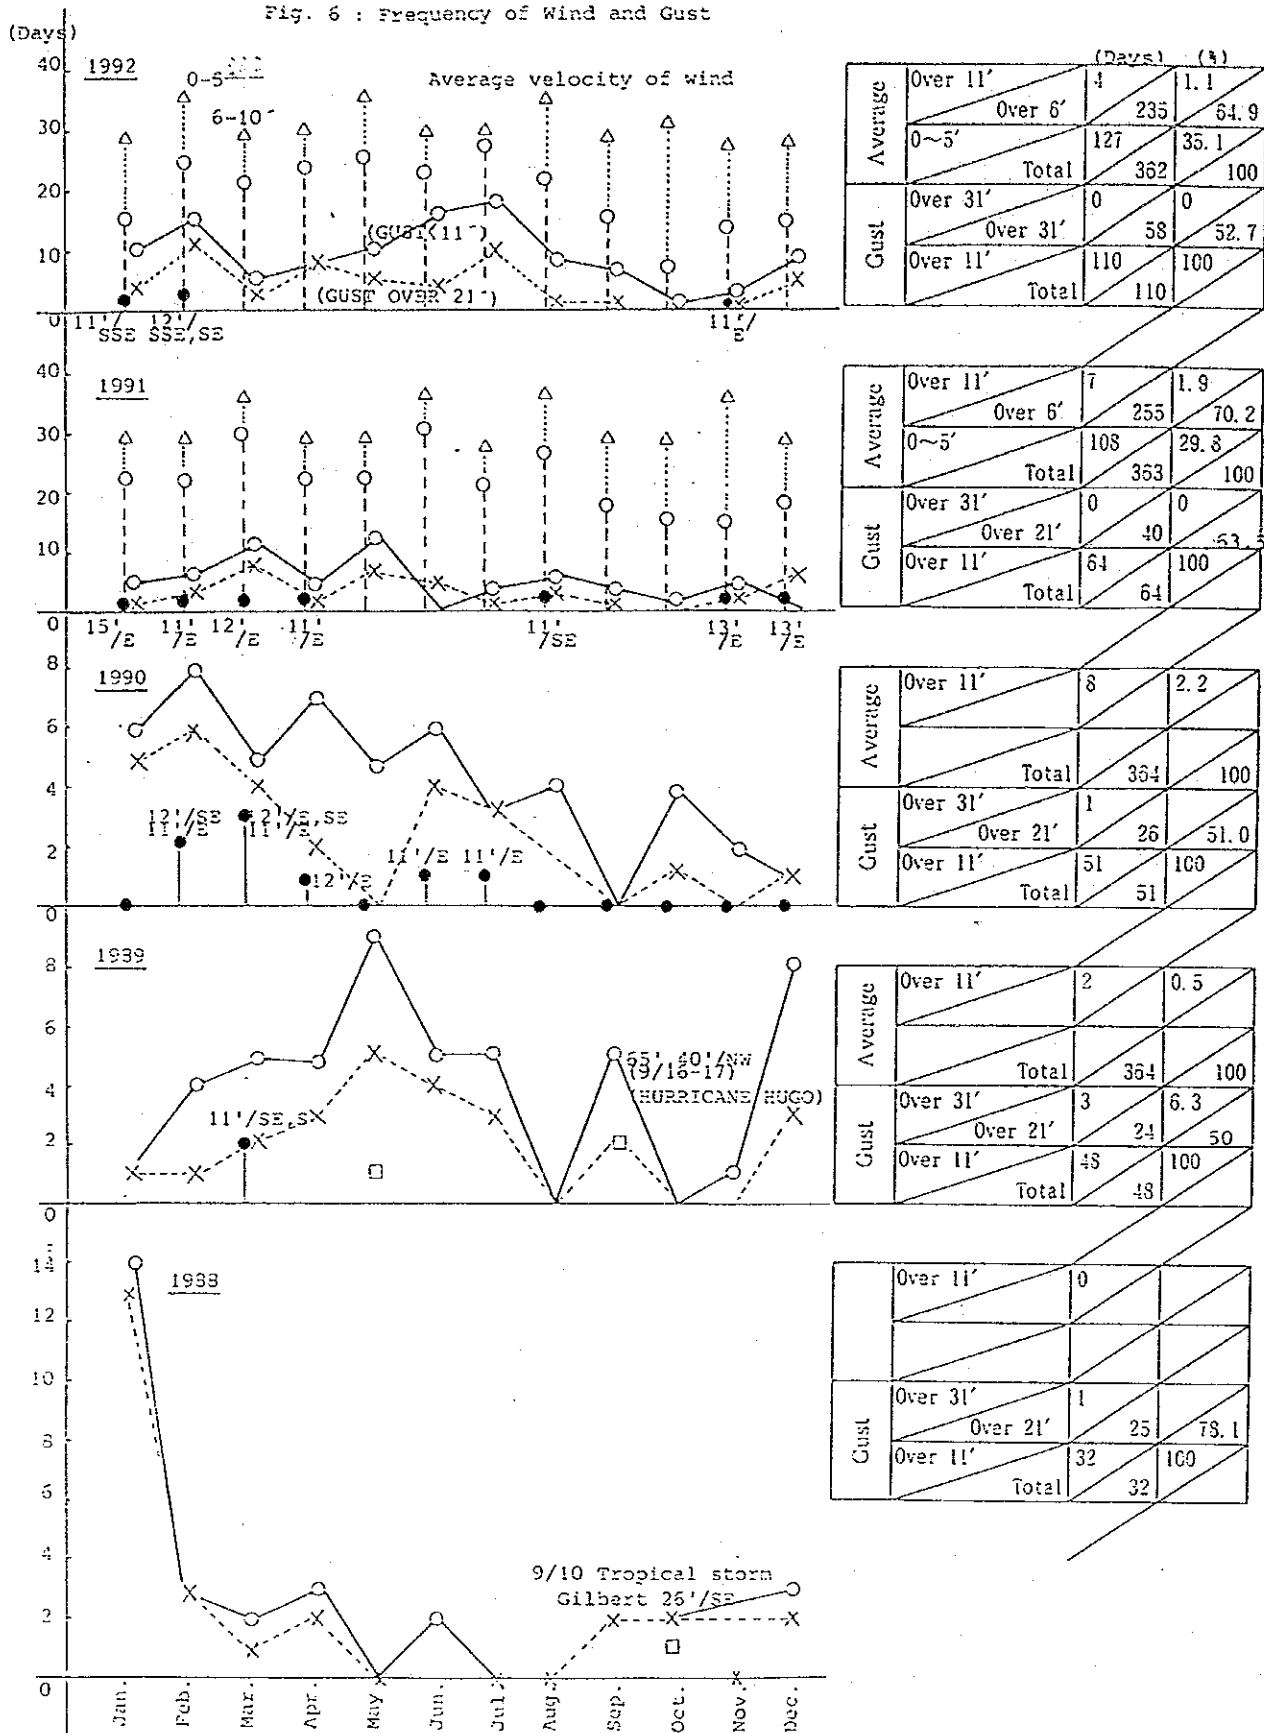 Fig. 6 : Frequency of Wind and Gust
(Days)
40
30
20
10
0
1992
0-5
6-10
Average velocity of wind
(GUST<11')
(GUST OVER 21')
11'/SSE
12'/SSE,SE
11'/E
(Days) (%)
Average
Over 11' 4 1.1
Over 6' 235 64.9
0~5' 127 35.1
Total 362 100
Gust
Over 31' 0 0
Over 31' 58 52.7
Over 11' 110 100
Total 110
40
30
20
10
0
1991
15'/E
11'/E
12'/E
11'/E
11'/SE
13'/E
13'/E
Average
Over 11' 7 1.9
Over 6' 255 70.2
0~5' 108 29.8
Total 363 100
Gust
Over 31' 0 0
Over 21' 40
Over 11' 64 100
Total 64
8
6
4
2
0
1990
12'/SE
11'/E
12'/E,SE
11'/E
12'/E
11'/E
11'/E
Average
Over 11' 8 2.2
Total 364 100
Gust
Over 31' 1
Over 21' 26 51.0
Over 11' 51 100
Total 51
8
6
4
2
0
1989
11'/SE,S
65' 40'/NW
(9/16-17)
(HURRICANE HUGO)
Average
Over 11' 2 0.5
Total 364 100
Gust
Over 31' 3 6.3
Over 21' 24 50
Over 11' 48 100
Total 48
14
12
10
8
6
4
2
0
1988
9/10 Tropical storm
Gilbert 26'/SE
Over 11' 0
Gust
Over 31' 1
Over 21' 25 78.1
Over 11' 32 100
Total 32
Jan. Feb. Mar. Apr. May Jun. Jul. Aug. Sep. Oct. Nov. Dec.